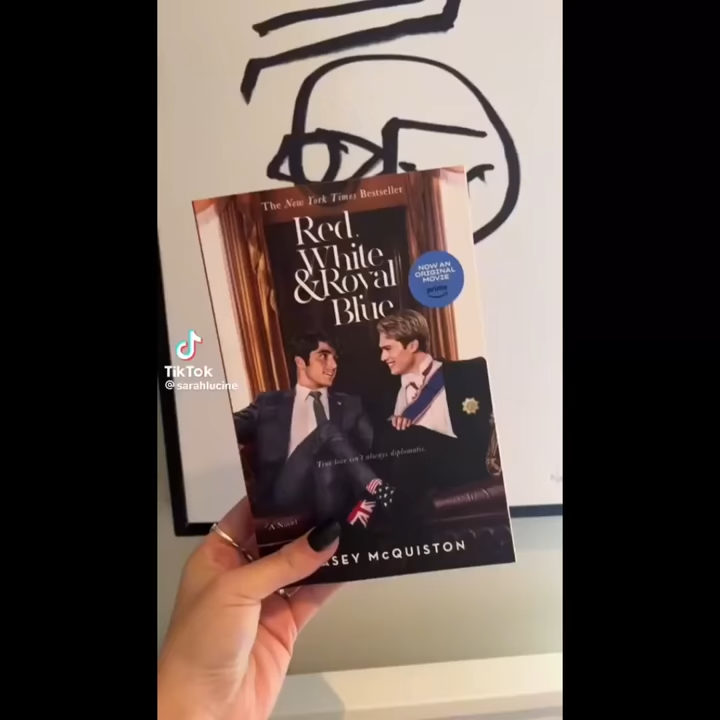 The New York Times Bestseller
Red,
White
& Royal
Blue
NOW AN
ORIGINAL
MOVIE
prime
TikTok
@sarahlucine
True love isn't always diplomatic.
A Novel
SEY McQUISTON